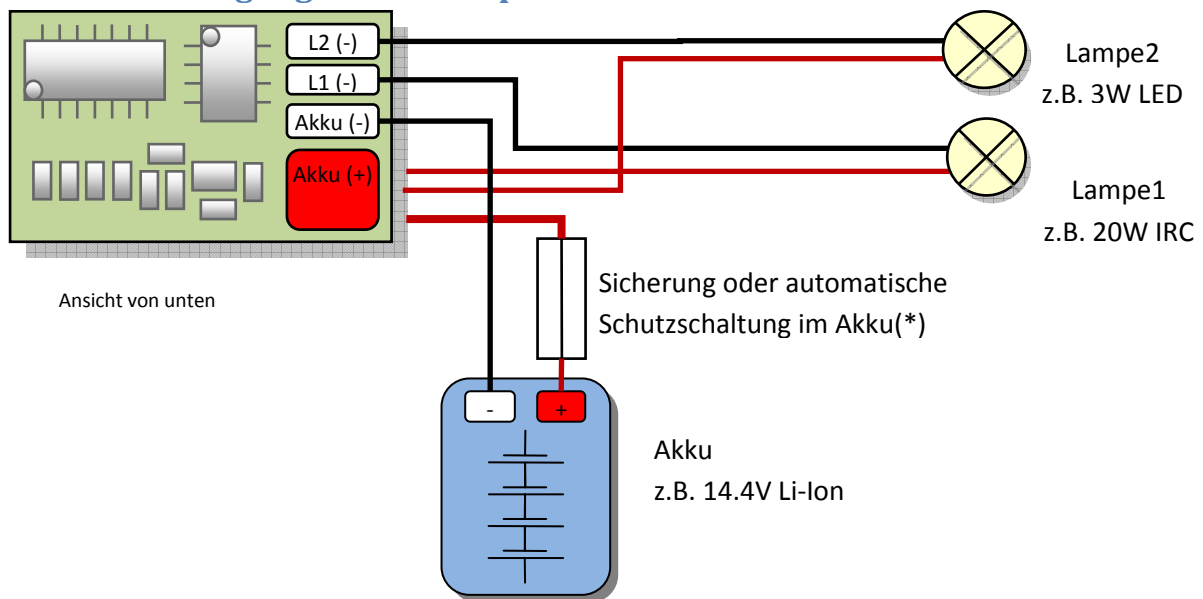 L2 (-)
L1 (-)
Akku (-)
Akku (+)
Lampe2
z.B. 3W LED
Lampe1
z.B. 20W IRC
Ansicht von unten
Sicherung oder automatische
Schutzschaltung im Akku(*)
-
+
Akku
z.B. 14.4V Li-Ion